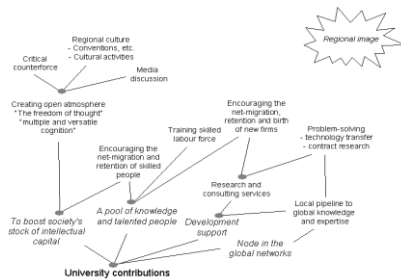 Regional culture
- Conventions, etc.
- Cultural activities
Regional image
Critical
counterforce
Media
discussion
Creating open atmosphere
"The freedom of thought"
"multiple and versatile
cognition"
Encouraging
the net-migration,
retention and birth
of new firms
Training skilled
labour force
Problem-solving
- technology transfer
- contract research
Encouraging the
net-migration and
retention of skilled
people
Research and
consulting services
To boost society's
stock of intellectual
capital
A pool of knowledge
and talented people
Development
support
Local pipeline to
global knowledge
and expertise
Node in the
global networks
University contributions